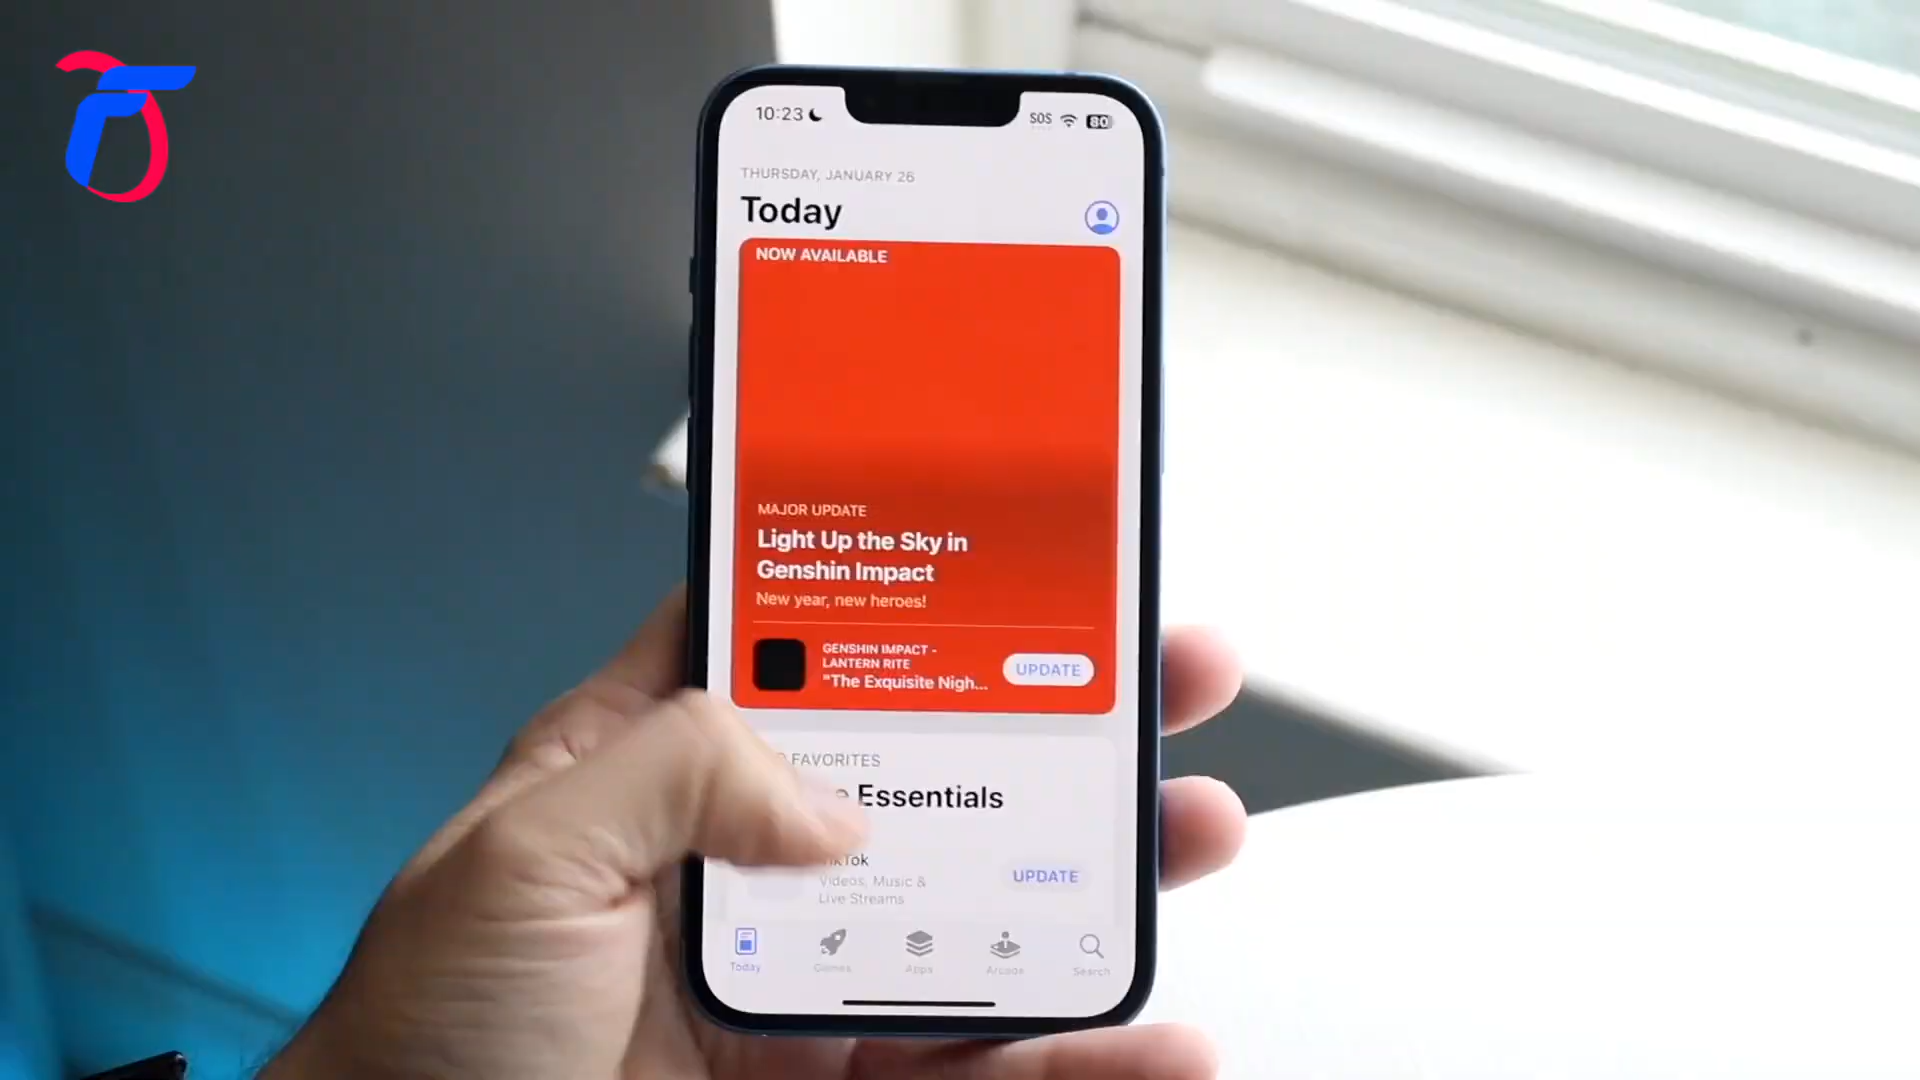 10:23
SOS
80
THURSDAY, JANUARY 26
Today
NOW AVAILABLE
MAJOR UPDATE
Light Up the Sky in
Genshin Impact
New year, new heroes!
GENSHIN IMPACT -
LANTERN RITE
"The Exquisite Nigh...
UPDATE
FAVORITES
Essentials
Videos, Music &
Live Streams
UPDATE
Today
Games
Apps
Arcade
Search